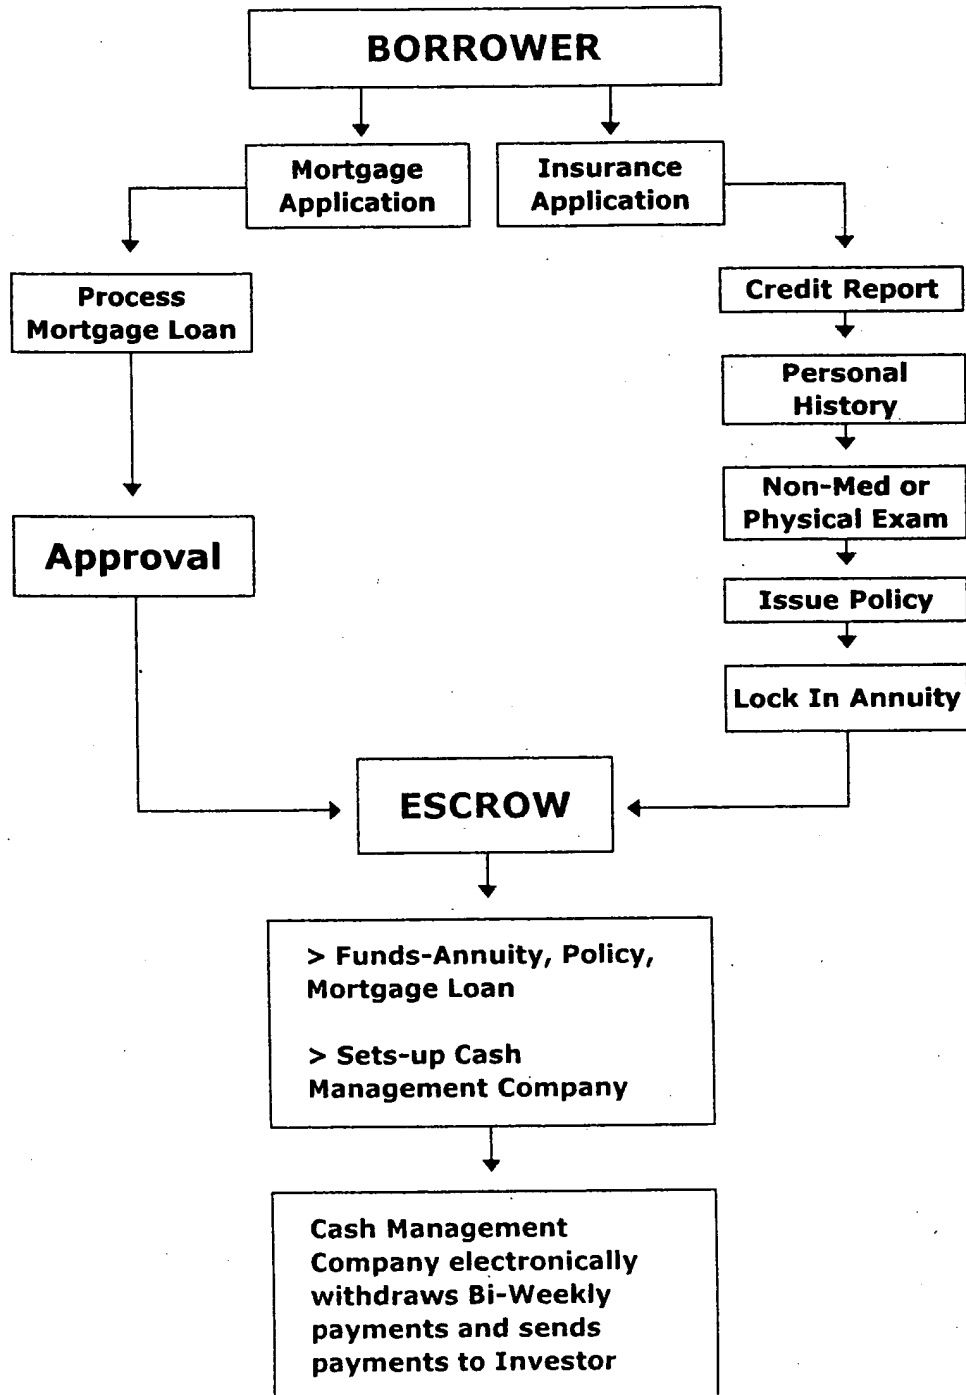 BORROWER
Mortgage
Application
Insurance
Application
Process
Mortgage Loan
Credit Report
Personal
History
Non-Med or
Physical Exam
Approval
Issue Policy
Lock In Annuity
ESCROW
> Funds-Annuity, Policy,
Mortgage Loan
> Sets-up Cash
Management Company
Cash Management
Company electronically
withdraws Bi-Weekly
payments and sends
payments to Investor